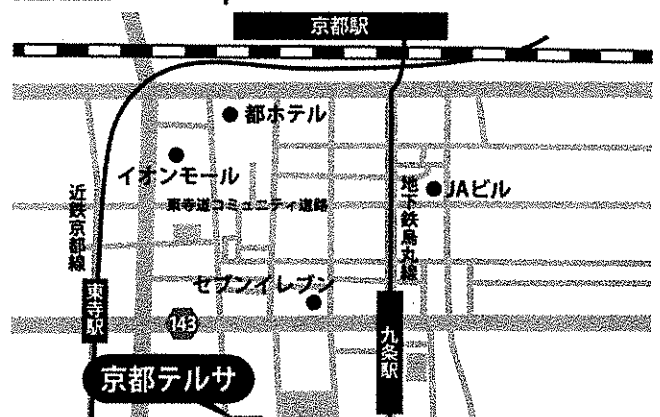 京都駅
都ホテル
イオンモール
地下鉄烏丸線
JAビル
近鉄京都線
東寺道コミュニティ道路
セブンイレブン
東寺駅
143
九条駅
京都テルサ